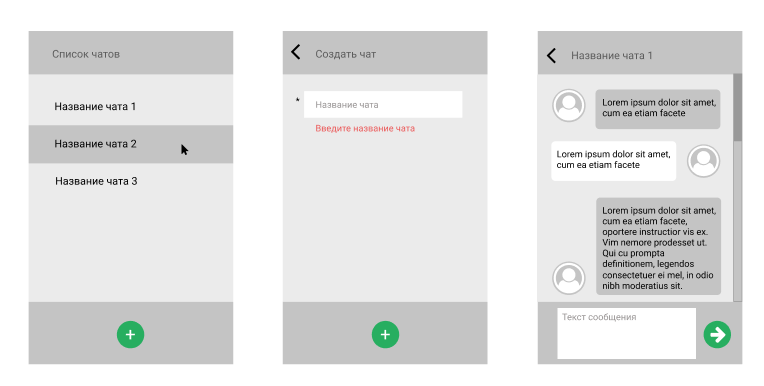 Список чатов
Название чата 1
Название чата 2
Название чата 3
Создать чат
* Название чата
Введите название чата
Название чата 1
Lorem ipsum dolor sit amet,
cum ea etiam facete
Lorem ipsum dolor sit amet,
cum ea etiam facete
Lorem ipsum dolor sit amet,
cum ea etiam facete,
oportere instructior vis ex.
Vim nemore prodesset ut.
Qui cu prompta
definitionem, legendos
consectetuer ei mel, in odio
nibh moderatius sit.
Текст сообщения